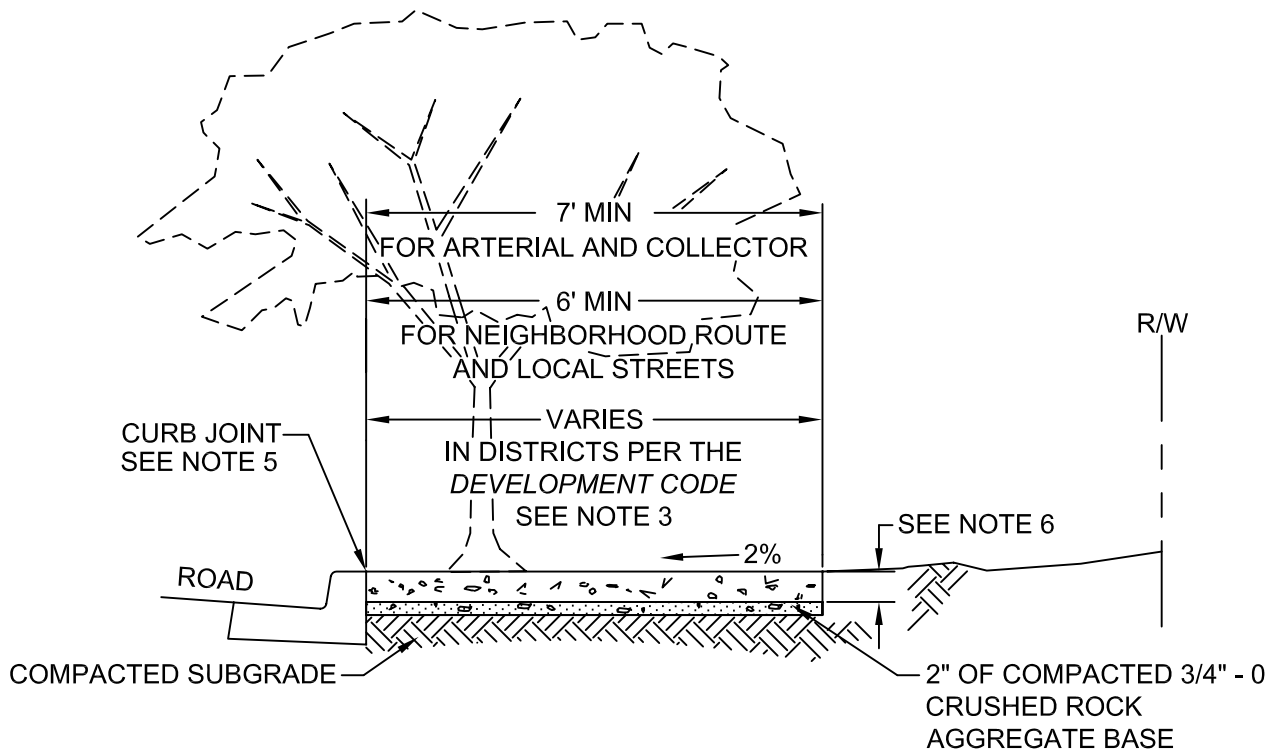 7' MIN
FOR ARTERIAL AND COLLECTOR
6' MIN
FOR NEIGHBORHOOD ROUTE
AND LOCAL STREETS
R/W
VARIES
IN DISTRICTS PER THE
DEVELOPMENT CODE
SEE NOTE 3
CURB JOINT
SEE NOTE 5
SEE NOTE 6
2%
ROAD
COMPACTED SUBGRADE
2" OF COMPACTED 3/4" - 0
CRUSHED ROCK
AGGREGATE BASE